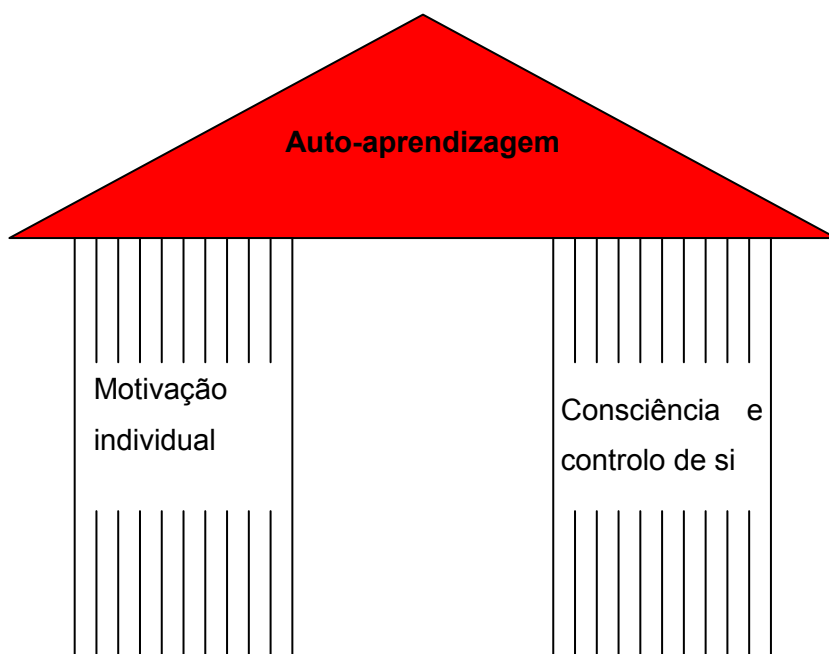 Auto-aprendizagem
Motivação
individual
Consciência e
controlo de si